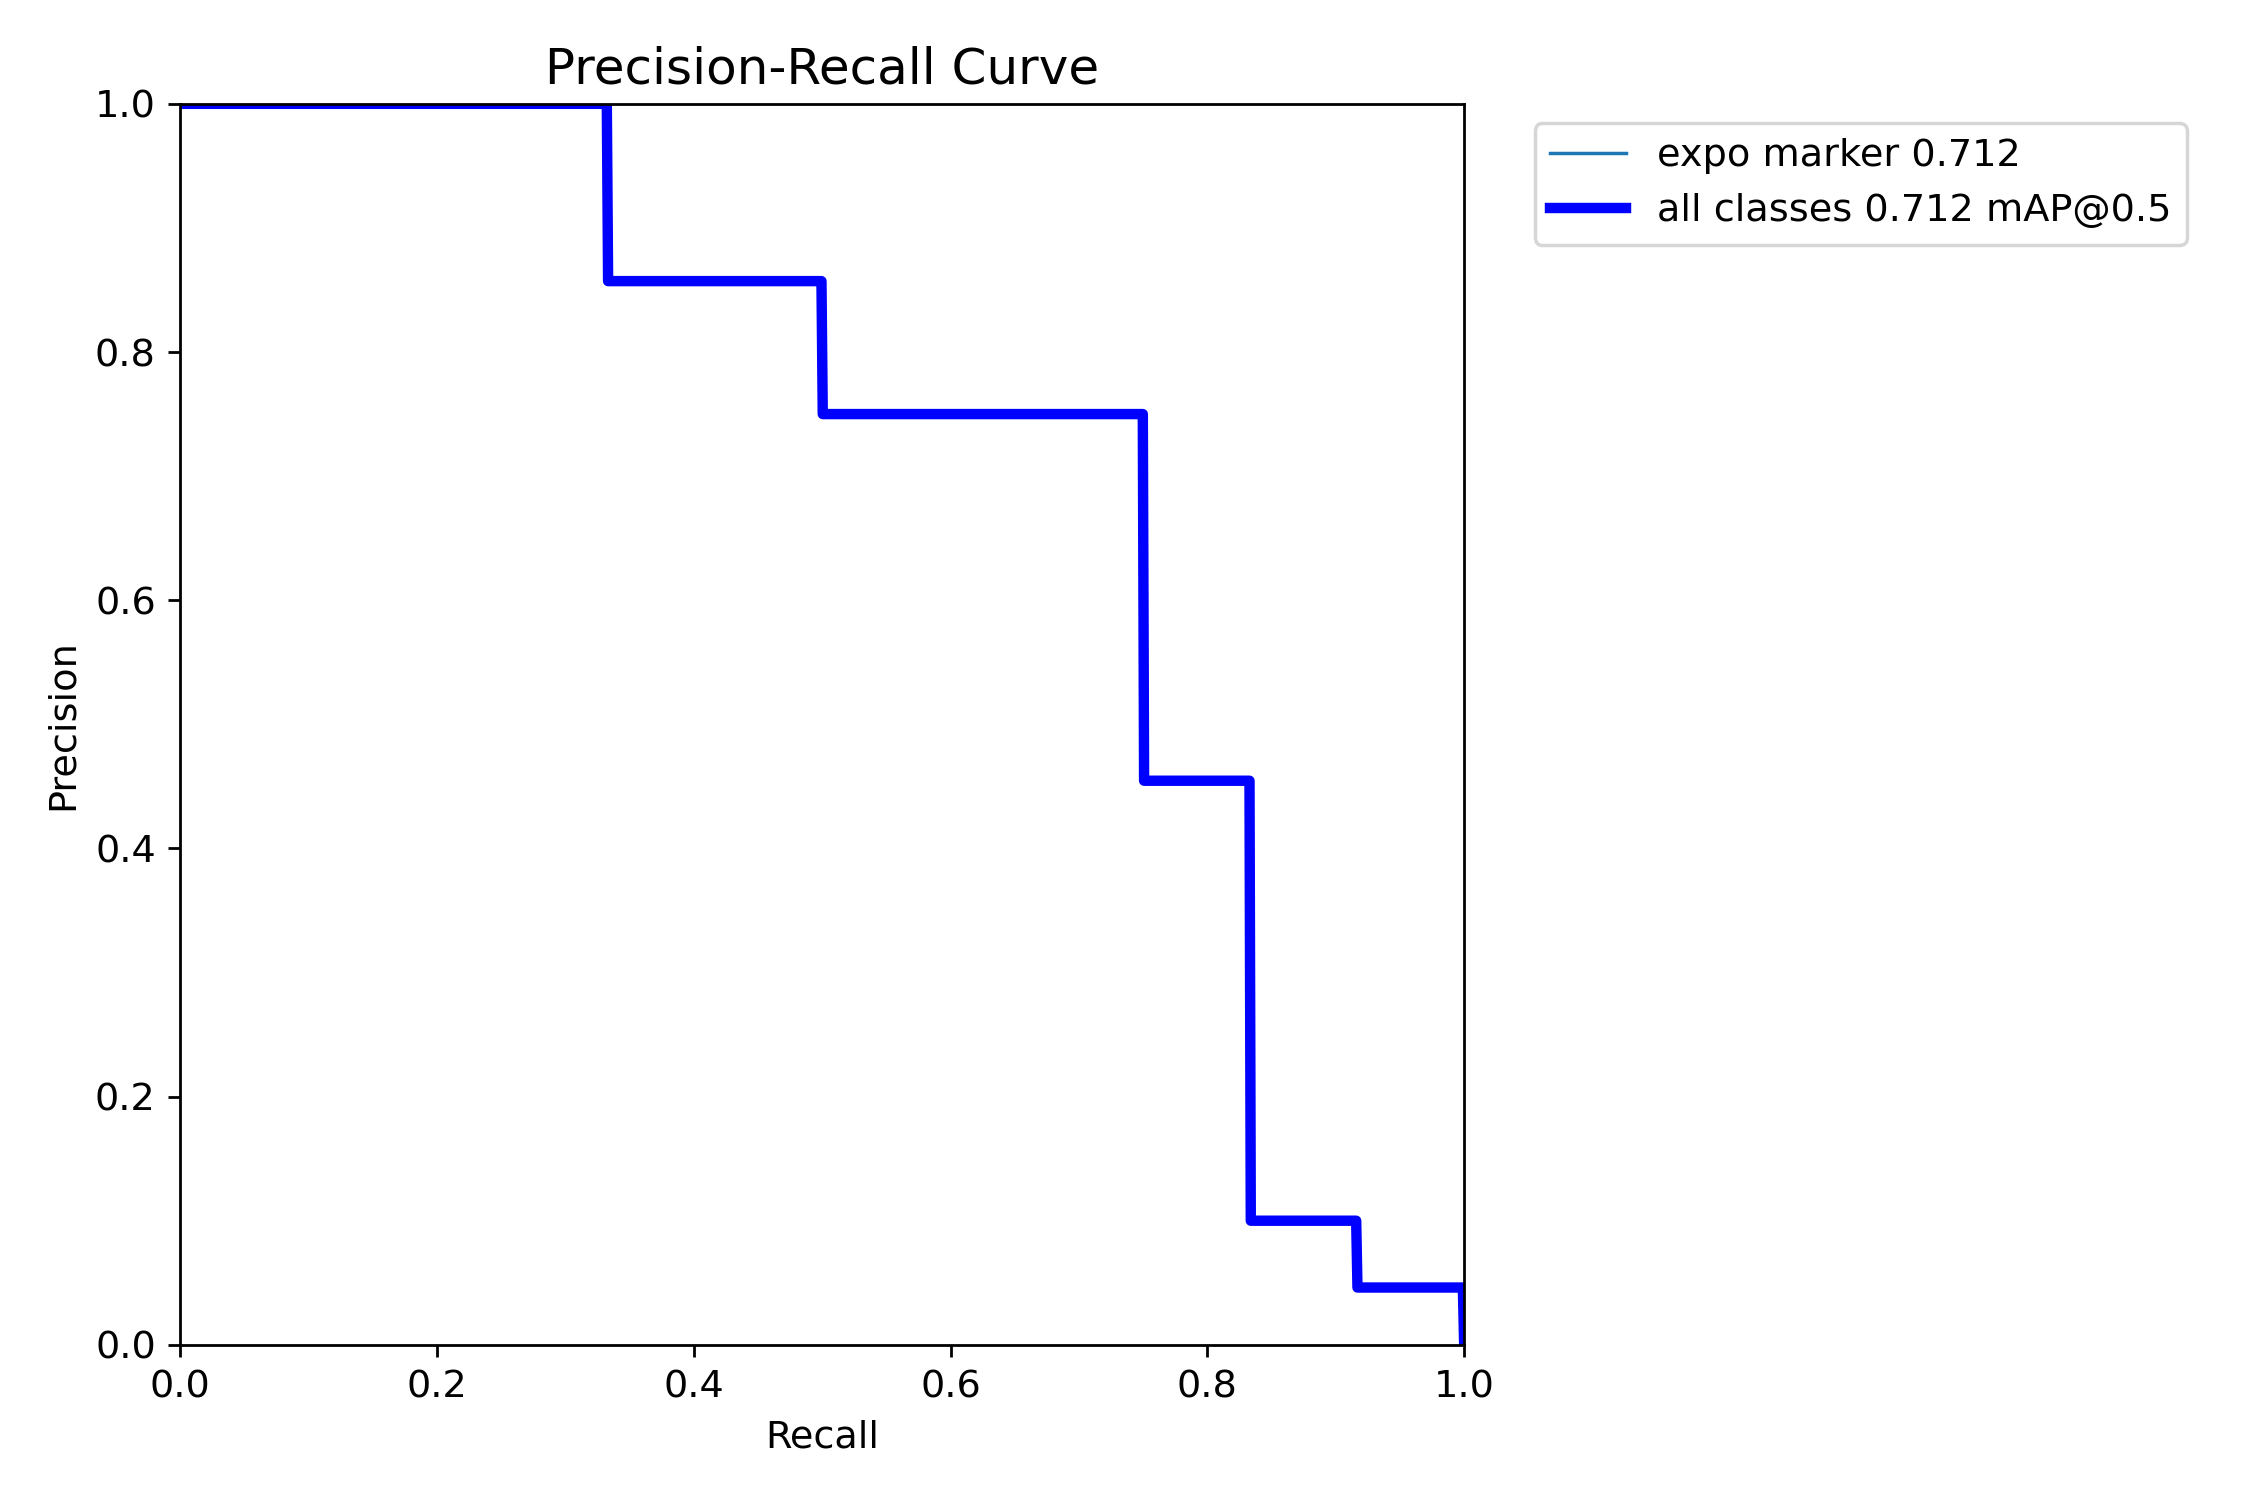 Precision-Recall Curve
expo marker 0.712
all classes 0.712 mAP@0.5
Precision
1.0
0.8
0.6
0.4
0.2
0.0
0.0 0.2 0.4 0.6 0.8 1.0
Recall